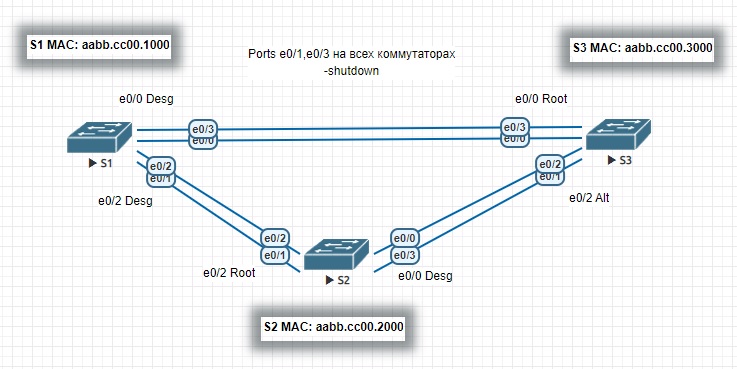 S1 MAC: aabb.cc00.1000
S3 MAC: aabb.cc00.3000
Ports e0/1,e0/3 на всех коммутаторах
-shutdown
e0/0 Desg
e0/0 Root
e0/3
e0/3
e0/0
e0/0
S1
S3
e0/2
e0/2
e0/1
e0/1
e0/2 Desg
e0/2 Alt
e0/2
e0/0
e0/1
e0/3
e0/2 Root
S2
e0/0 Desg
S2 MAC: aabb.cc00.2000